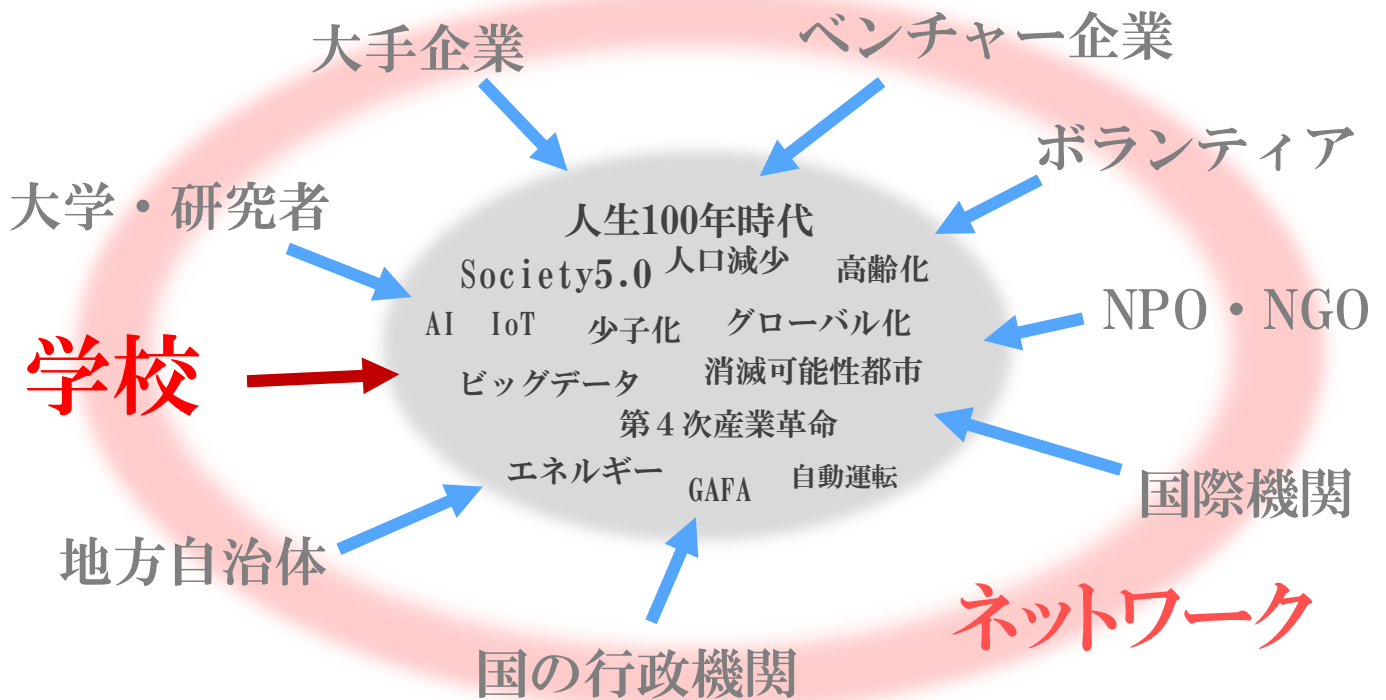 大手企業
ベンチャー企業
ボランティア
大学・研究者
人生100年時代
Society5.0
人口減少
高齢化
NPO・NGO
AI IoT
少子化
グローバル化
学校
ビッグデータ
消滅可能性都市
第４次産業革命
エネルギー
GAFA
自動運転
国際機関
地方自治体
ネットワーク
国の行政機関